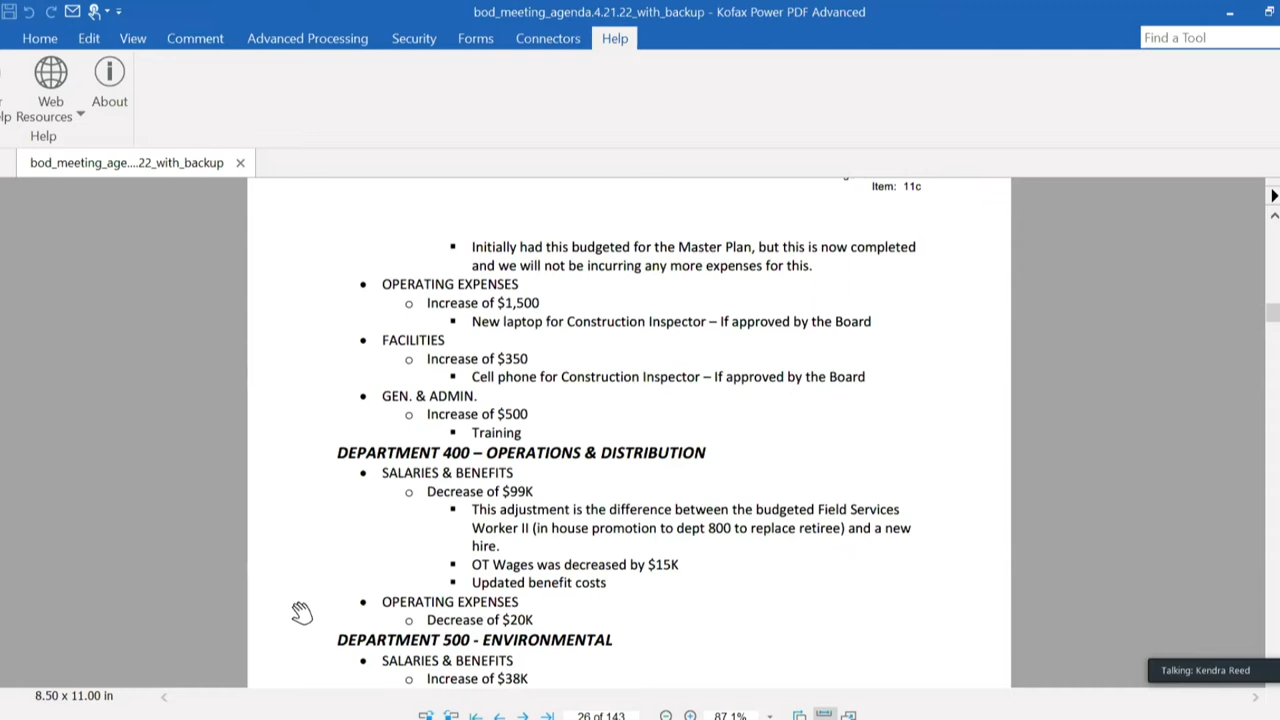 bod_meeting_agenda.4.21.22_with_backup - Kofax Power PDF Advanced
Home Edit View Comment Advanced Processing Security Forms Connectors Help Find a Tool
Web About
lp Resources
Help
bod_meeting_age....22_with_backup
Item: 11c
▪ Initially had this budgeted for the Master Plan, but this is now completed
and we will not be incurring any more expenses for this.
• OPERATING EXPENSES
o Increase of $1,500
▪ New laptop for Construction Inspector – If approved by the Board
• FACILITIES
o Increase of $350
▪ Cell phone for Construction Inspector – If approved by the Board
• GEN. & ADMIN.
o Increase of $500
▪ Training
DEPARTMENT 400 – OPERATIONS & DISTRIBUTION
• SALARIES & BENEFITS
o Decrease of $99K
▪ This adjustment is the difference between the budgeted Field Services
Worker II (in house promotion to dept 800 to replace retiree) and a new
hire.
▪ OT Wages was decreased by $15K
▪ Updated benefit costs
• OPERATING EXPENSES
o Decrease of $20K
DEPARTMENT 500 - ENVIRONMENTAL
• SALARIES & BENEFITS
o Increase of $38K
Talking: Kendra Reed
8.50 x 11.00 in
26 of 143
87.1%